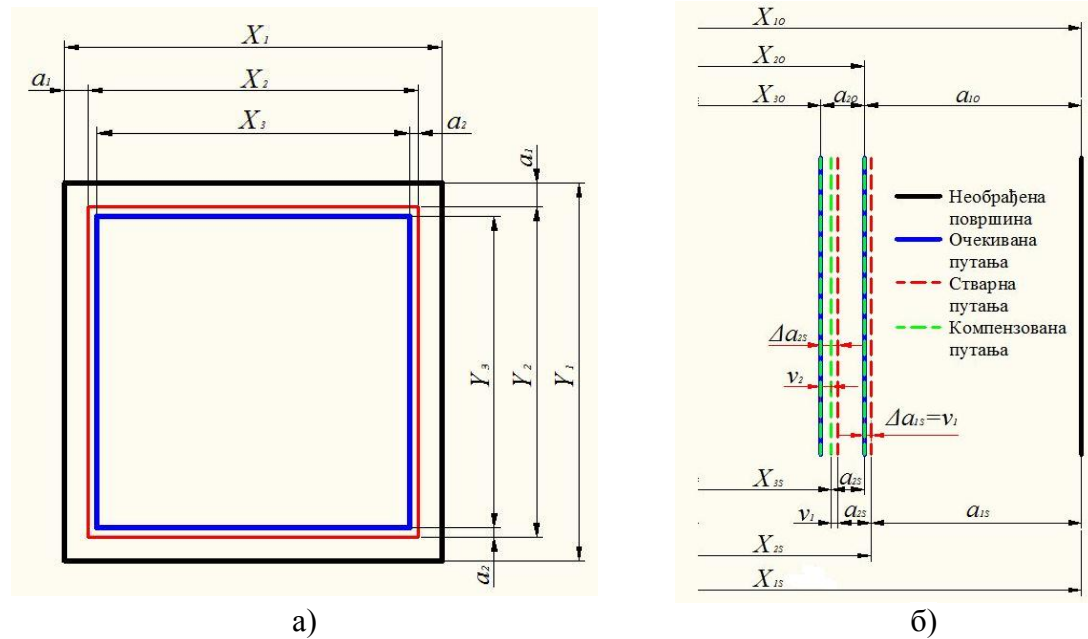 X₁
X₂
X₃
a₁
a₂
a₁
Y₃
Y₂
Y₁
a₂
а)
X₁₀
X₂₀
X₃₀
a₂₀
a₁₀
Необрађена
површина
Очекивана
путања
Стварна
путања
Компензована
путања
Δa₂ₛ
v₂
Δa₁ₛ=v₁
X₃ₛ
a₂ₛ
v₁
a₂ₛ
a₁ₛ
X₂ₛ
X₁ₛ
б)